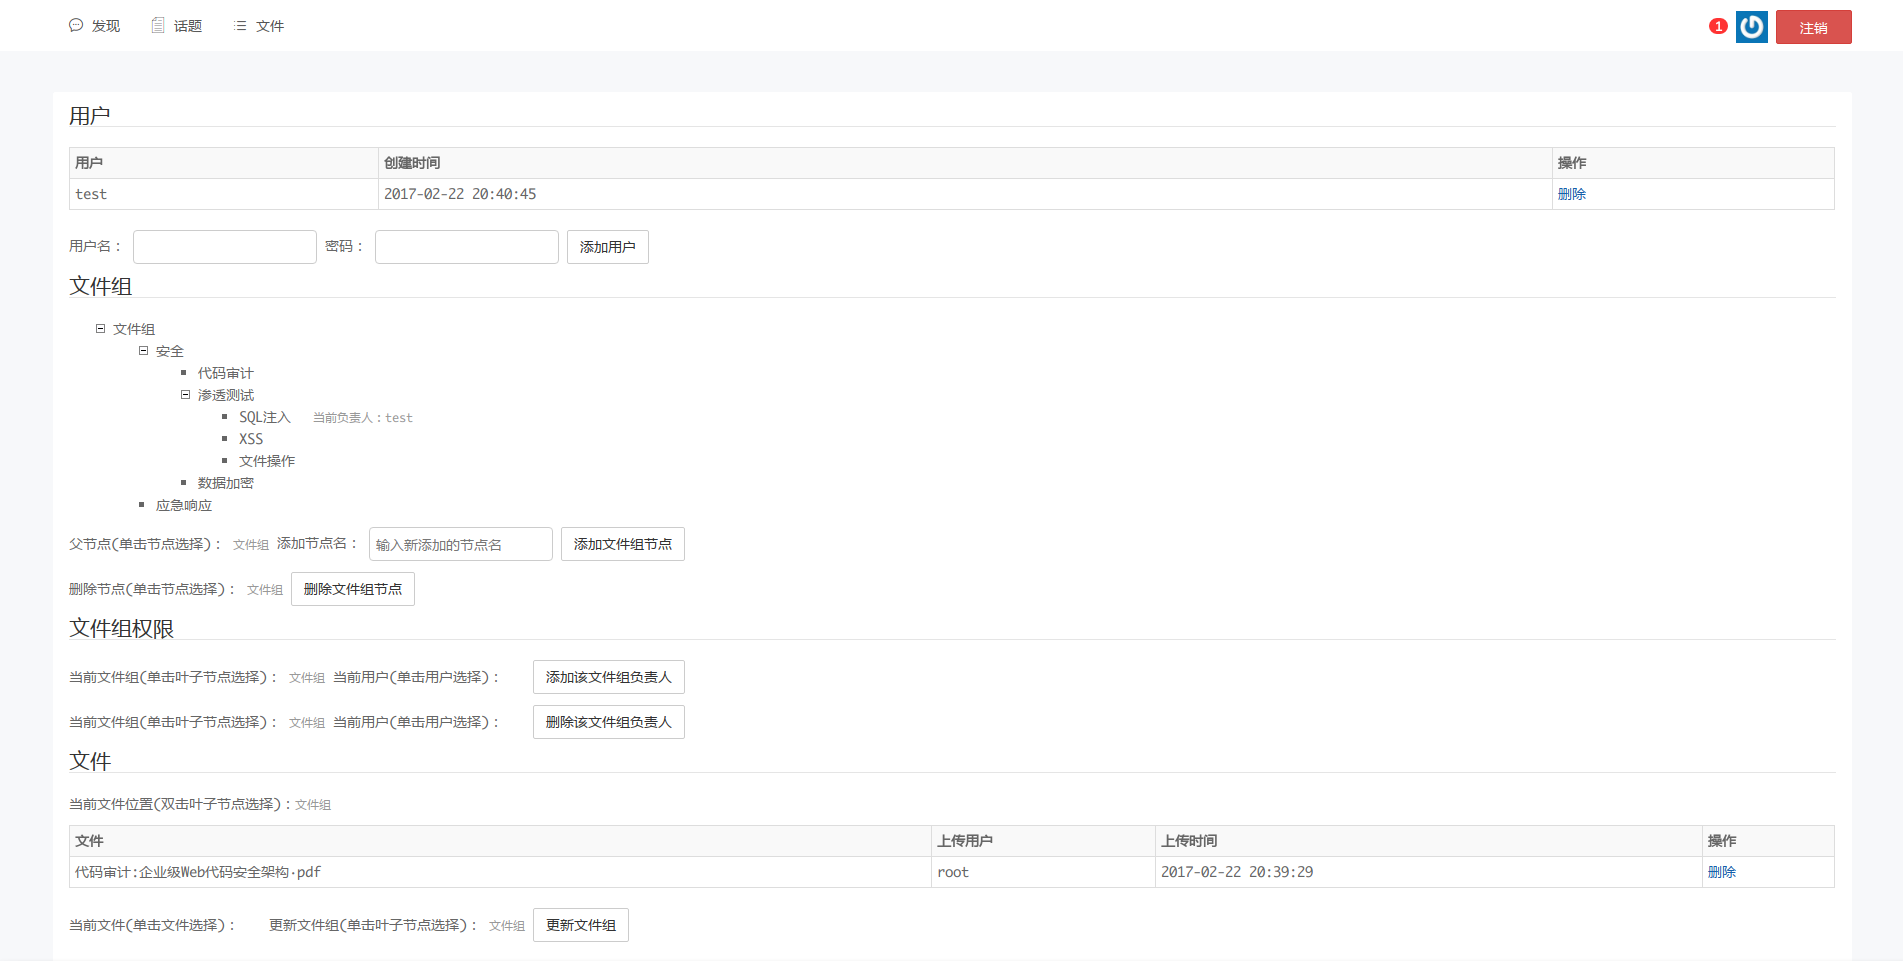 发现 话题 文件 1 注销
用户
用户 创建时间 操作
test 2017-02-22 20:40:45 删除
用户名： 密码： 添加用户
文件组
文件组
安全
代码审计
渗透测试
SQL注入 当前负责人：test
XSS
文件操作
数据加密
应急响应
父节点(单击节点选择)： 文件组 添加节点名： 输入新添加的节点名 添加文件组节点
删除节点(单击节点选择)： 文件组 删除文件组节点
文件组权限
当前文件组(单击叶子节点选择)： 文件组 当前用户(单击用户选择)： 添加该文件组负责人
当前文件组(单击叶子节点选择)： 文件组 当前用户(单击用户选择)： 删除该文件组负责人
文件
当前文件位置(双击叶子节点选择)：文件组
文件 上传用户 上传时间 操作
代码审计:企业级Web代码安全架构.pdf root 2017-02-22 20:39:29 删除
当前文件(单击文件选择)： 更新文件组(单击叶子节点选择)： 文件组 更新文件组